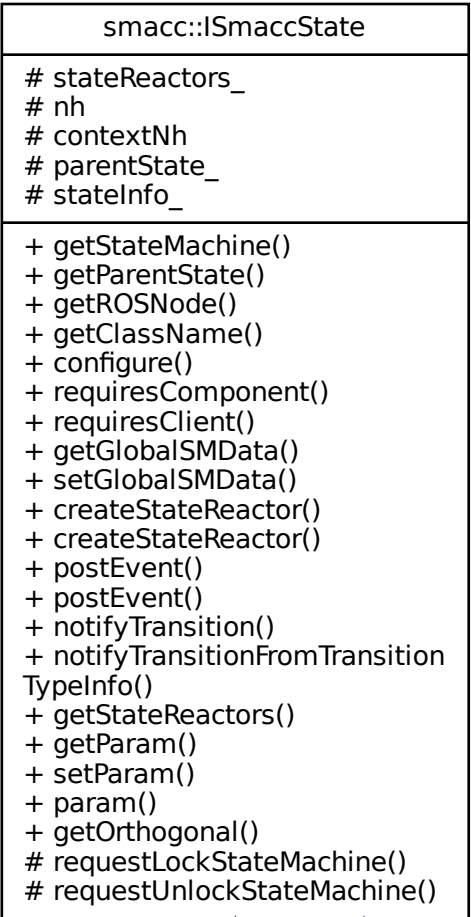 smacc::ISmaccState
# stateReactors_
# nh
# contextNh
# parentState_
# stateInfo_
+ getStateMachine()
+ getParentState()
+ getROSNode()
+ getClassName()
+ configure()
+ requiresComponent()
+ requiresClient()
+ getGlobalSMData()
+ setGlobalSMData()
+ createStateReactor()
+ createStateReactor()
+ postEvent()
+ postEvent()
+ notifyTransition()
+ notifyTransitionFromTransition
TypeInfo()
+ getStateReactors()
+ getParam()
+ setParam()
+ param()
+ getOrthogonal()
# requestLockStateMachine()
# requestUnlockStateMachine()